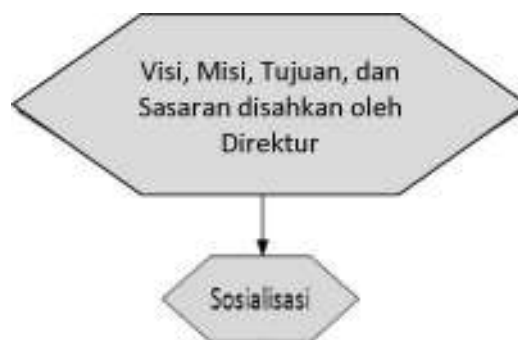 Visi, Misi, Tujuan, dan
Sasaran disahkan oleh
Direktur
Sosialisasi